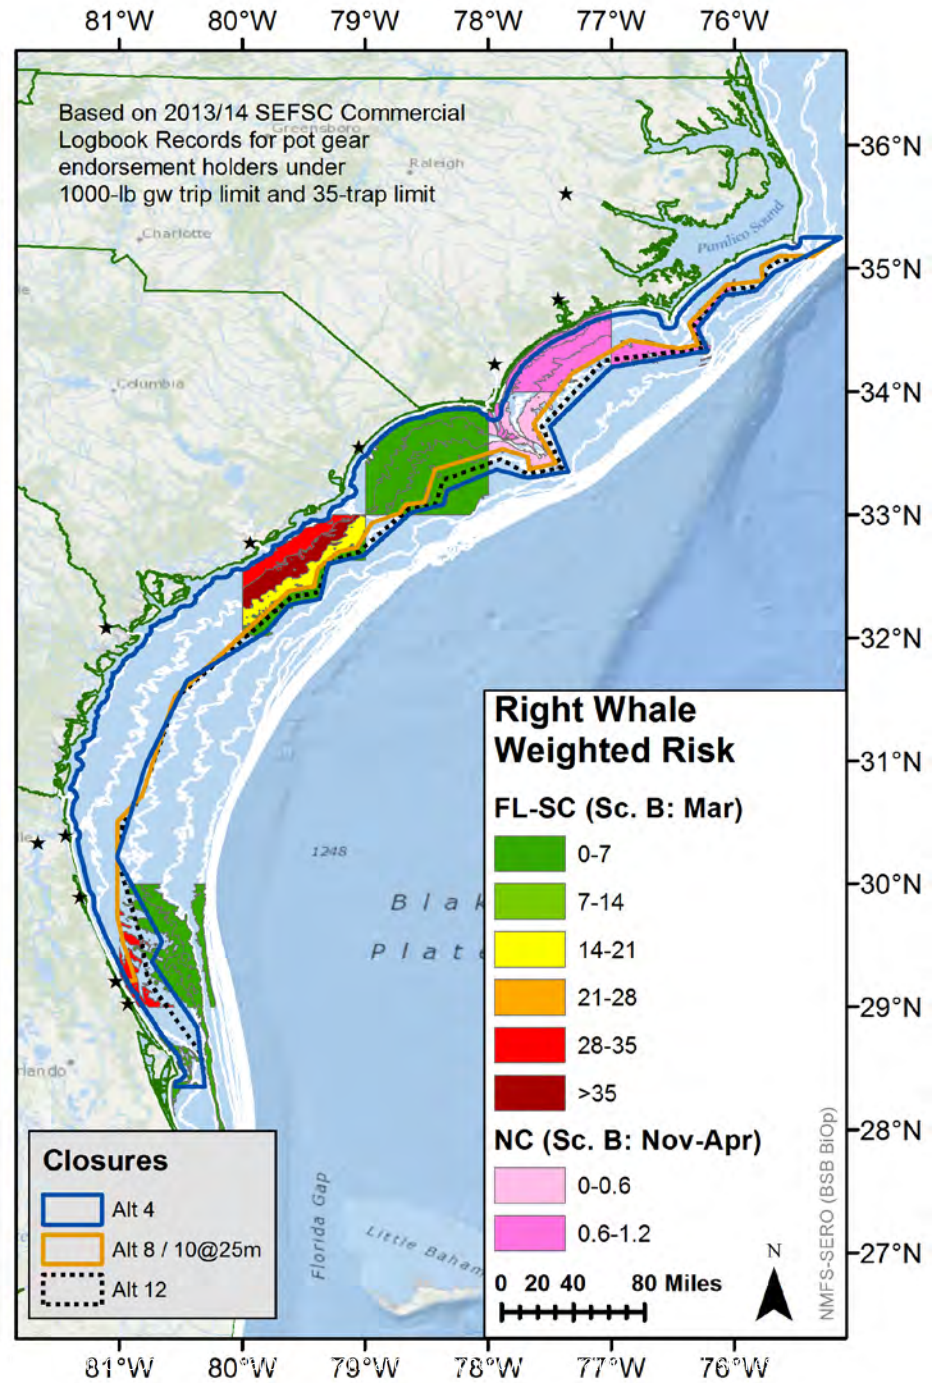 81°W 80°W 79°W 78°W 77°W 76°W
Based on 2013/14 SEFSC Commercial
Logbook Records for pot gear
endorsement holders under
1000-lb gw trip limit and 35-trap limit
Greensboro
Raleigh
Charlotte
Columbia
Pamlico Sound
36°N
35°N
34°N
33°N
32°N
31°N
30°N
29°N
28°N
27°N
1248
Blak
Plate
Florida Gap
Little Baham
lando
Right Whale
Weighted Risk
FL-SC (Sc. B: Mar)
0-7
7-14
14-21
21-28
28-35
>35
NC (Sc. B: Nov-Apr)
0-0.6
0.6-1.2
0 20 40 80 Miles
N
NMFS-SERO (BSB BiOp)
Closures
Alt 4
Alt 8 / 10@25m
Alt 12
81°W 80°W 79°W 78°W 77°W 76°W